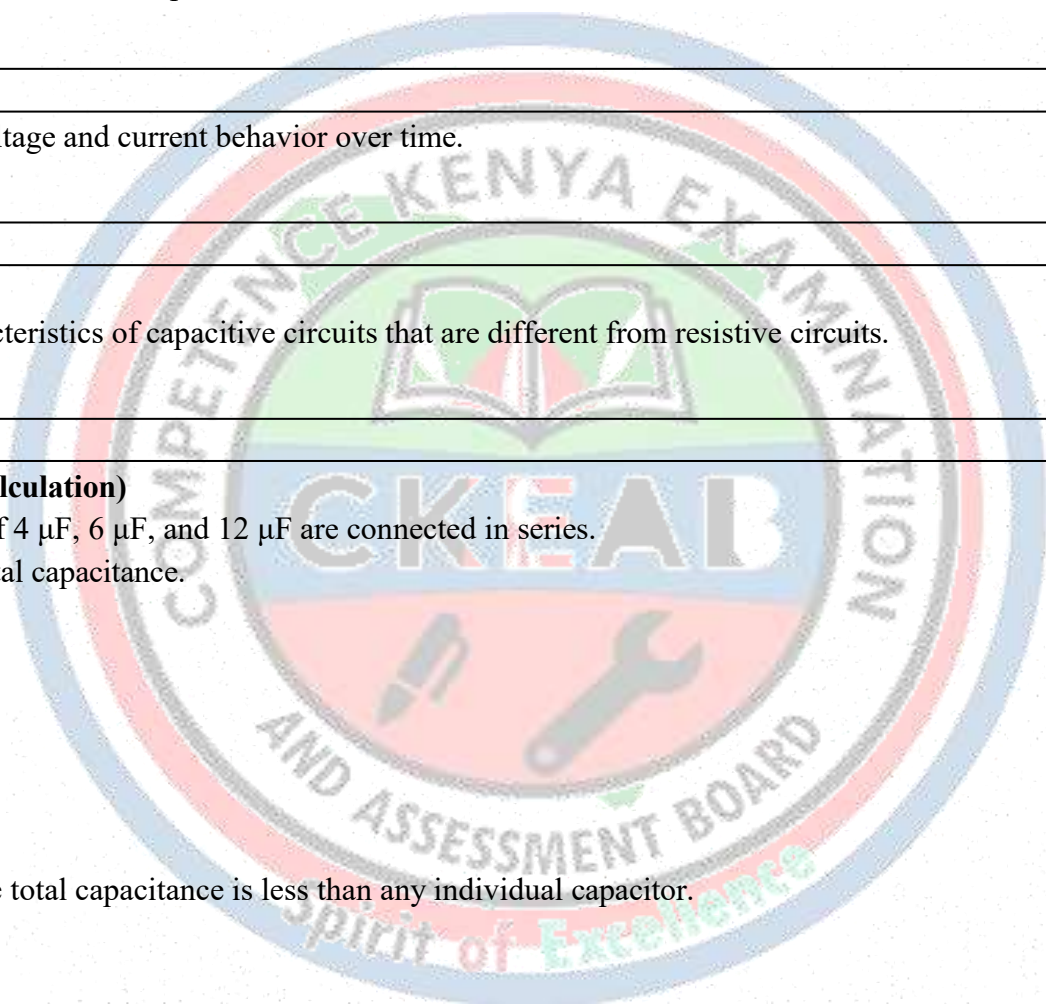 tage and current behavior over time.
cteristics of capacitive circuits that are different from resistive circuits.
lculation)
f 4 μF, 6 μF, and 12 μF are connected in series.
tal capacitance.
e total capacitance is less than any individual capacitor.
COMPETENCE KENYA EXAMINATION
CKEAB
AND ASSESSMENT BOARD
Spirit of Excellence